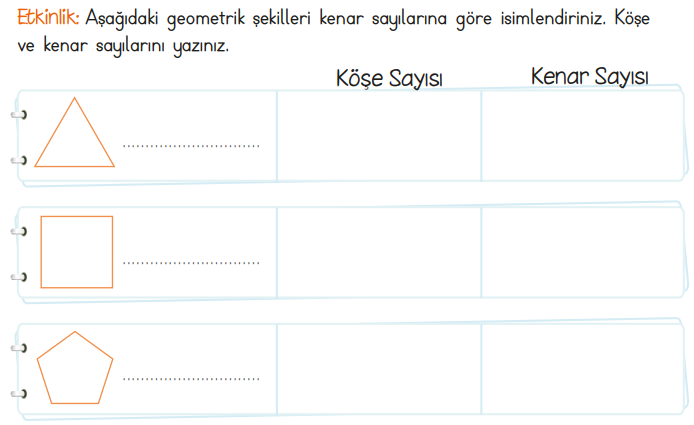 Etkinlik: Aşağıdaki geometrik şekilleri kenar sayılarına göre isimlendiriniz. Köşe
ve kenar sayılarını yazınız.
Köşe Sayısı Kenar Sayısı
..............................
..............................
..............................